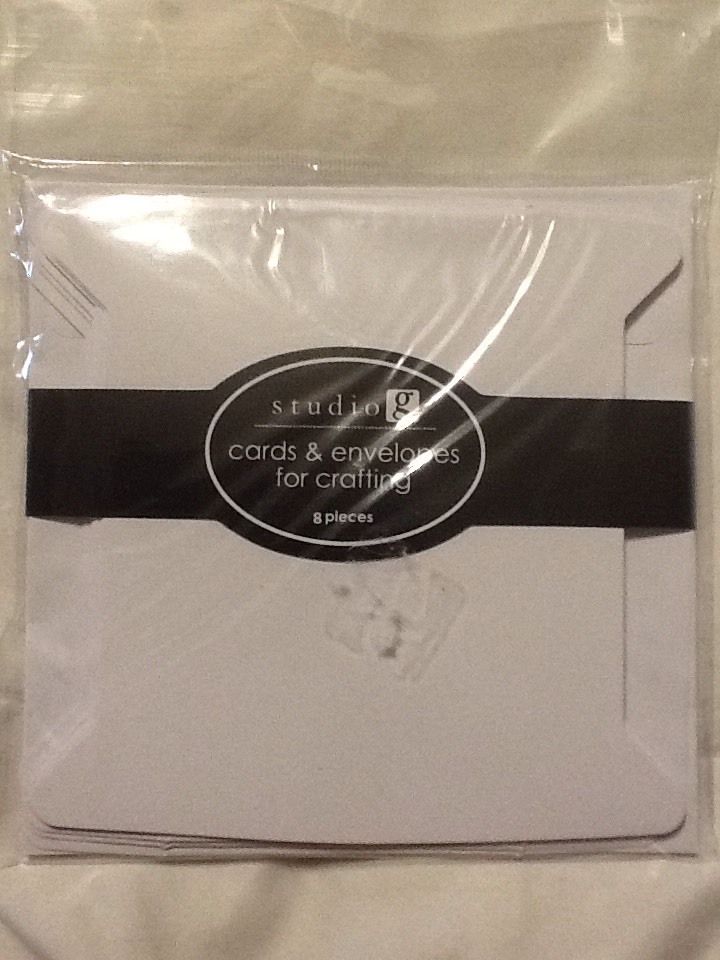 studio g
cards & envelopes
for crafting
8 pieces